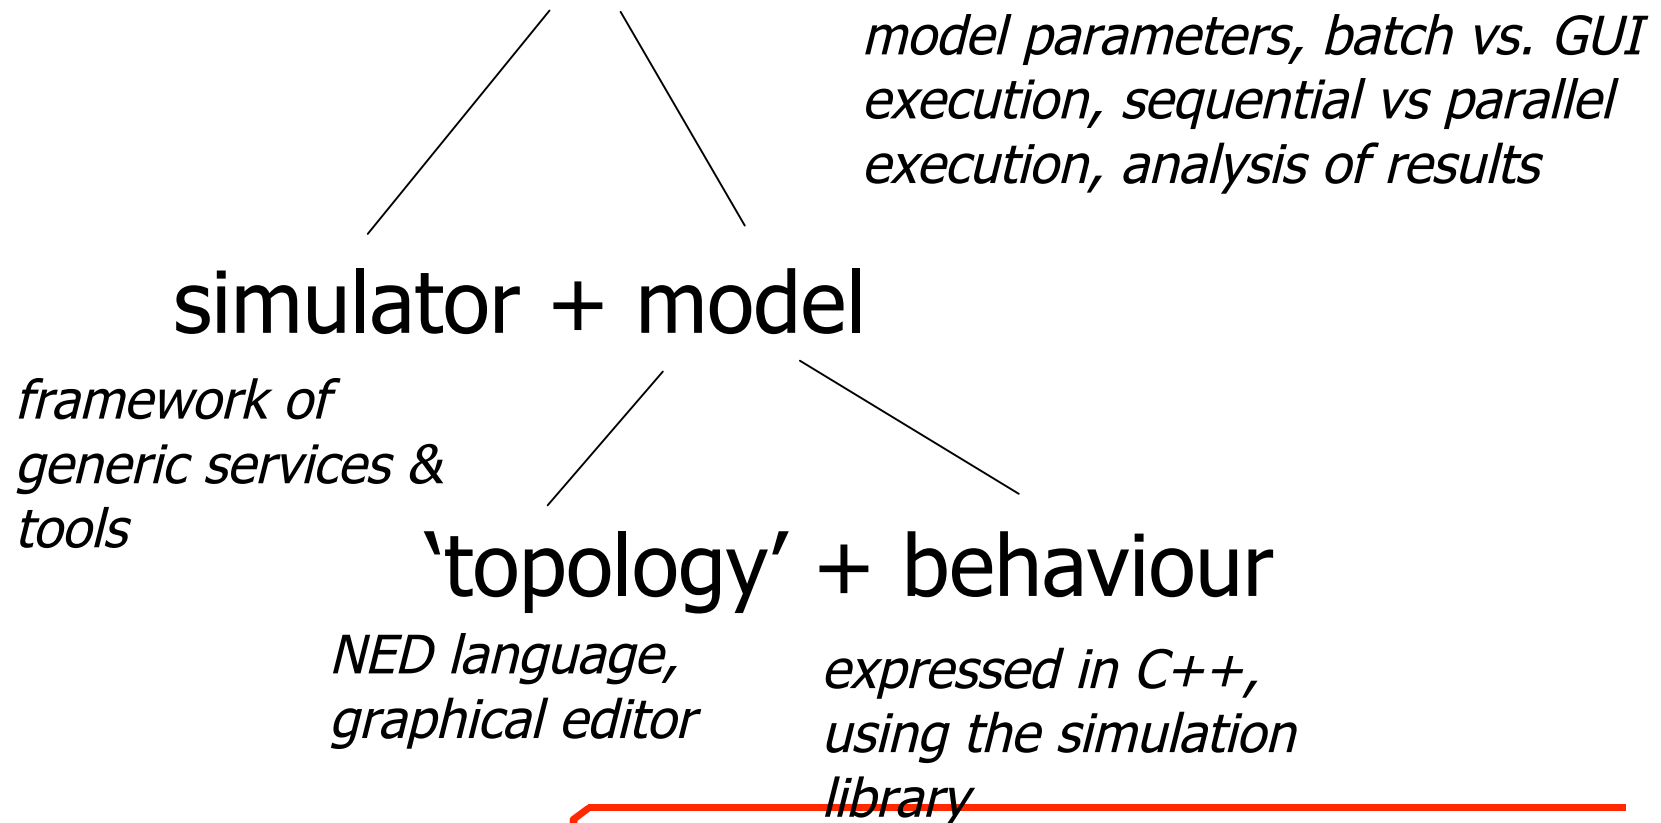 model parameters, batch vs. GUI
execution, sequential vs parallel
execution, analysis of results
simulator + model
framework of
generic services &
tools
‘topology’ + behaviour
NED language,
graphical editor
expressed in C++,
using the simulation
library